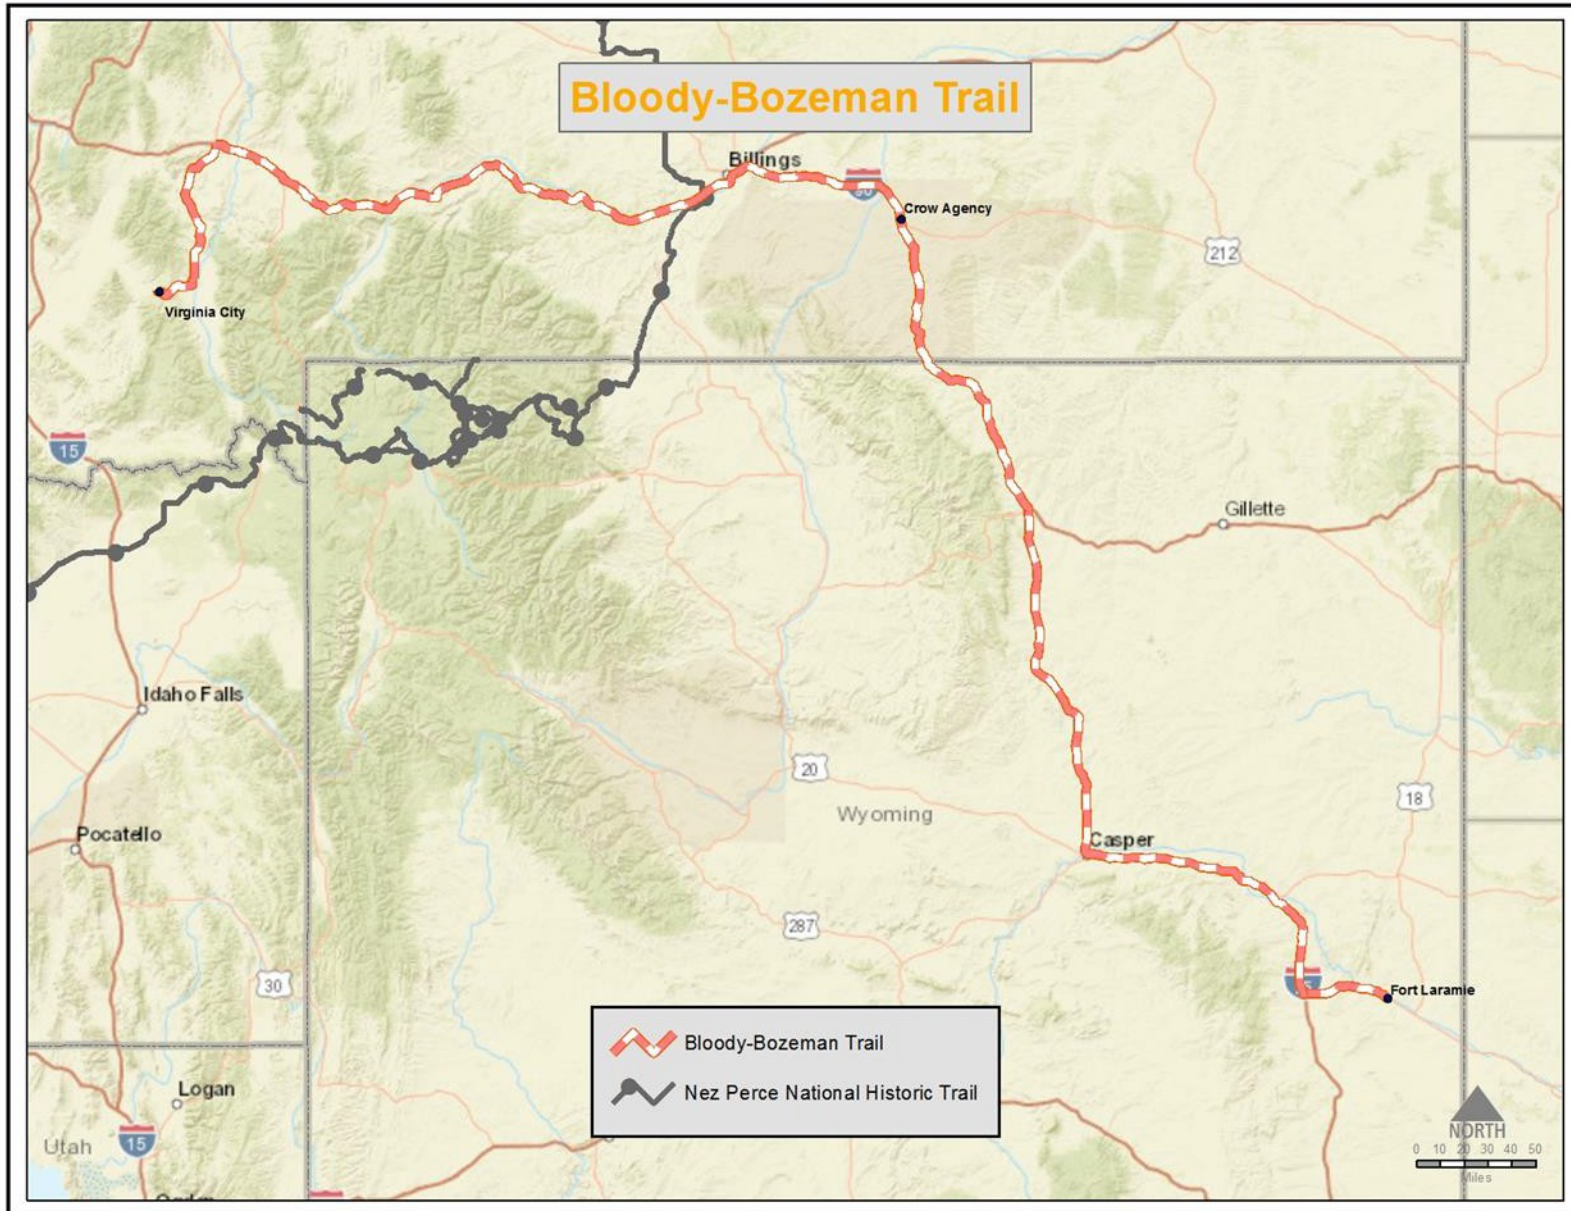 Bloody-Bozeman Trail
Billings
90
Crow Agency
212
Virginia City
15
Gillette
Idaho Falls
20
18
Wyoming
Pocatello
Casper
287
30
Fort Laramie
Bloody-Bozeman Trail
Nez Perce National Historic Trail
Logan
Utah
15
NORTH
0 10 20 30 40 50
Miles